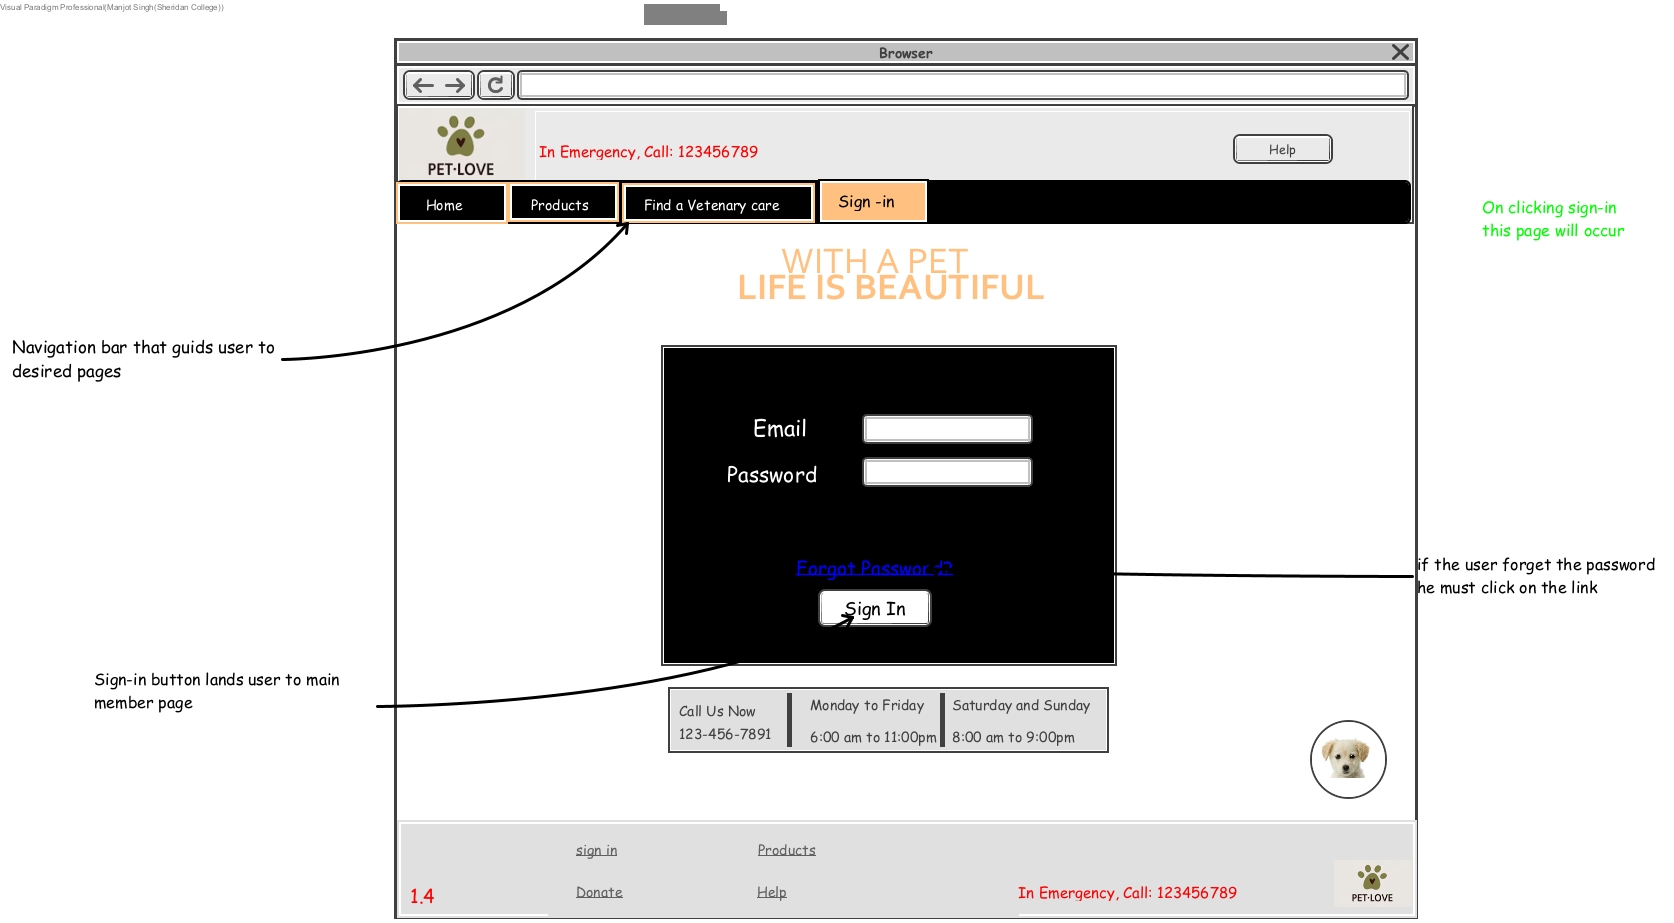 Visual Paradigm Professional(Manjot Singh(Sheridan College))
Browser
PET·LOVE
In Emergency, Call: 123456789
Help
Home
Products
Find a Vetenary care
Sign -in
On clicking sign-in
this page will occur
WITH A PET
LIFE IS BEAUTIFUL
Navigation bar that guids user to
desired pages
Email
Password
Forgot Password?
if the user forget the password
he must click on the link
Sign In
Sign-in button lands user to main
member page
Call Us Now
123-456-7891
Monday to Friday
6:00 am to 11:00pm
Saturday and Sunday
8:00 am to 9:00pm
sign in
Products
1.4
Donate
Help
In Emergency, Call: 123456789
PET·LOVE